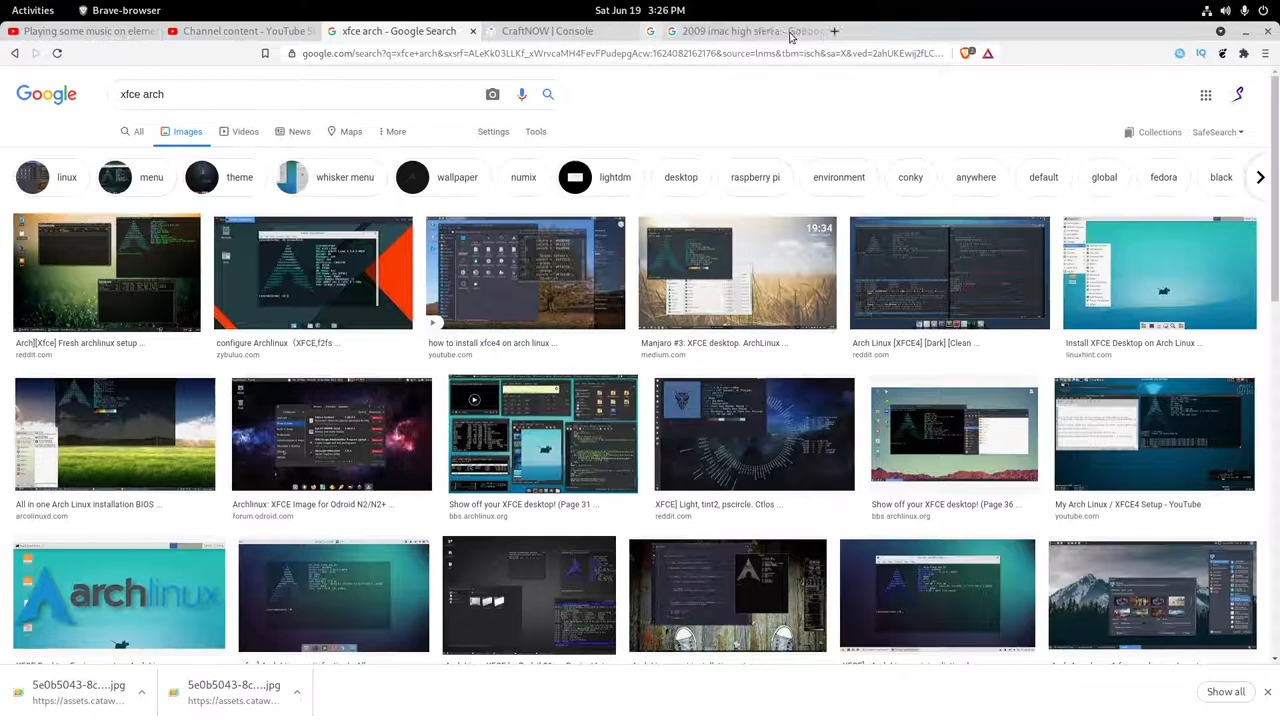 Activities
Brave-browser
Sat Jun 19 3:26 PM
Playing some music on eleme
Channel content - YouTube S
xfce arch - Google Search
CraftNOW | Console
2009 imac high sierra - Goog
google.com/search?q=xfce+arch&sxsrf=ALeKk03LLKf_xWrvcaMH4FevFPudepgAcw:1624082162176&source=lnms&tbm=isch&sa=X&ved=2ahUKEwij2fLC...
Google
xfce arch
All
Images
Videos
News
Maps
More
Settings
Tools
Collections
SafeSearch
linux
menu
theme
whisker menu
wallpaper
numix
lightdm
desktop
raspberry pi
environment
conky
anywhere
default
global
fedora
black
19:34
Arch][Xfce] Fresh archlinux setup ...
reddit.com
configure Archlinux（XFCE,f2fs ...
zybuluo.com
how to install xfce4 on arch linux ...
youtube.com
Manjaro #3: XFCE desktop. ArchLinux ...
medium.com
Arch Linux [XFCE4] [Dark] [Clean ...
reddit.com
Install XFCE Desktop on Arch Linux ...
linuxhint.com
All in one Arch Linux installation BIOS ...
arcolinuxd.com
Archlinux: XFCE Image for Odroid N2/N2+ ...
forum.odroid.com
Show off your XFCE desktop! (Page 31 ...
bbs.archlinux.org
XFCE] Light, tint2, pscircle. Ctlos ...
reddit.com
Show off your XFCE desktop! (Page 36 ...
bbs.archlinux.org
My Arch Linux / XFCE4 Setup - YouTube
youtube.com
archlinux
5e0b5043-8c....jpg
https://assets.cataw...
5e0b5043-8c....jpg
https://assets.cataw...
Show all